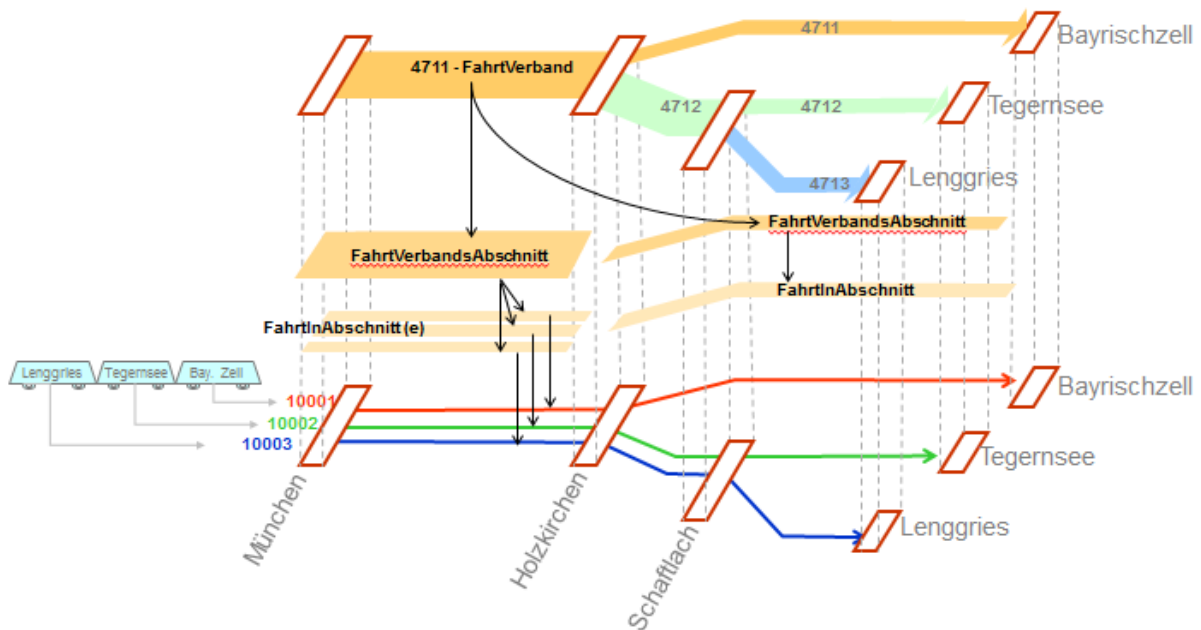 4711
Bayrischzell
4711 - FahrtVerband
4712
4712
Tegernsee
4713
Lenggries
FahrtVerbandsAbschnitt
FahrtVerbandsAbschnitt
FahrtInAbschnitt
FahrtInAbschnitt (e)
Lenggries
Tegernsee
Bay. Zell
Bayrischzell
10001
10002
10003
Tegernsee
Lenggries
München
Holzkirchen
Schaftlach